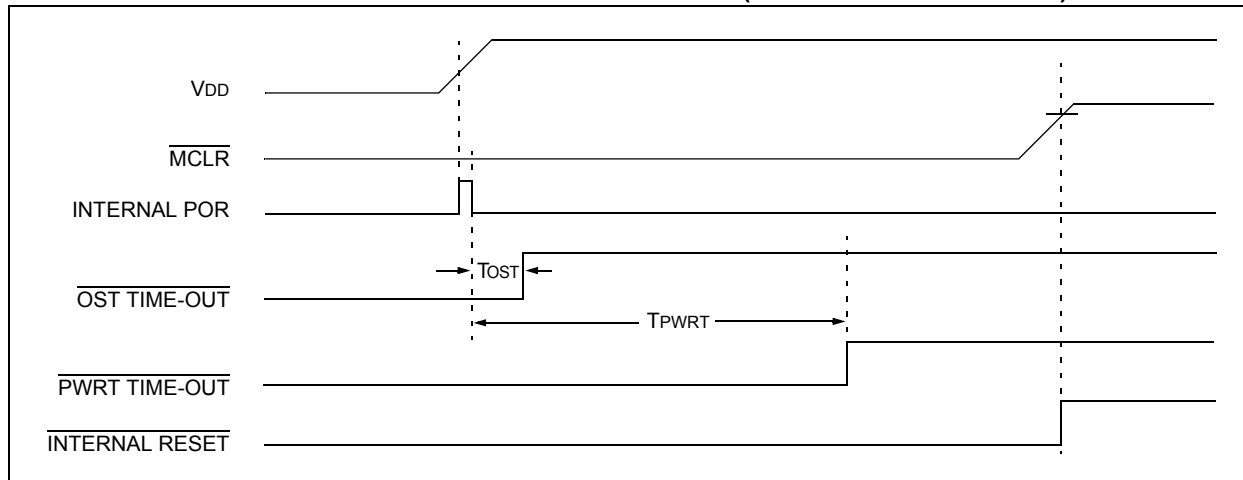 VDD
MCLR
INTERNAL POR
TOST
OST TIME-OUT
TPWRT
PWRT TIME-OUT
INTERNAL RESET